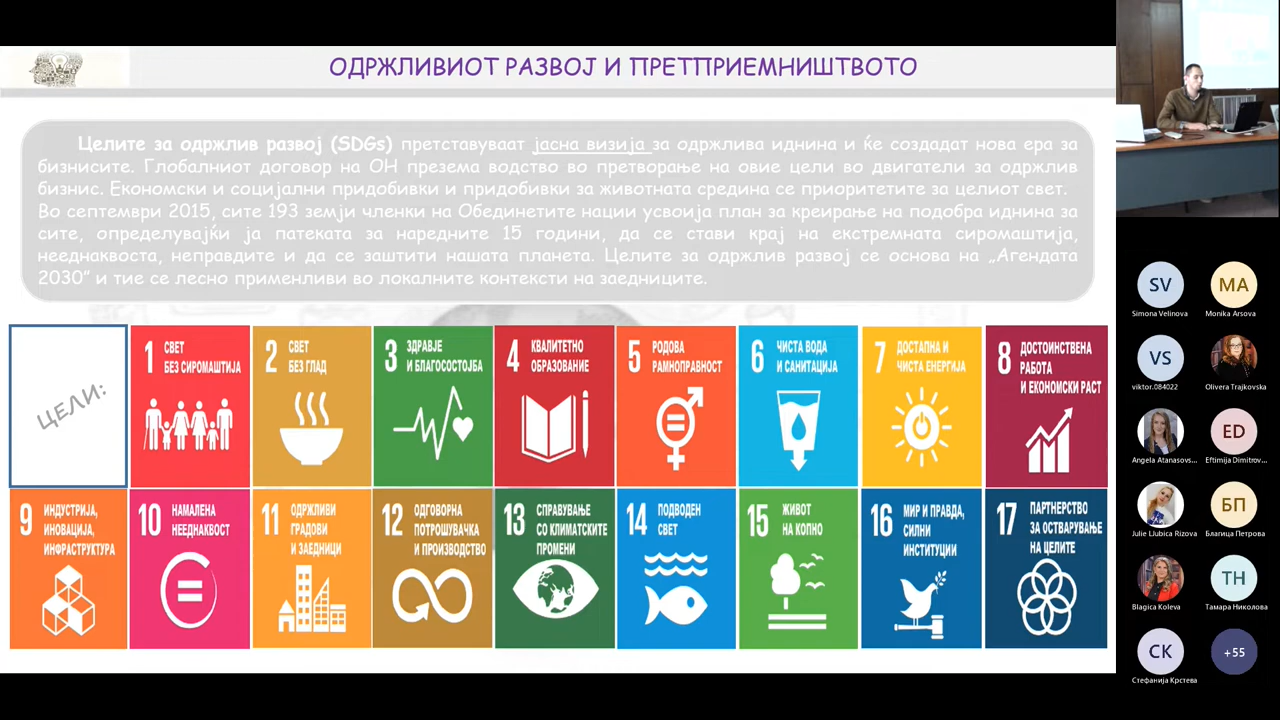 ОДРЖЛИВИОТ РАЗВОЈ И ПРЕТПРИЕМНИШТВОТО
Целите за одржлив развој (SDGs) претставуваат јасна визија за одржлива иднина и ќе создадат нова ера за
бизнисите. Глобалниот договор на ОН презема водство во претворање на овие цели во двигатели за одржлив
бизнис. Економски и социјални придобивки и придобивки за животната средина се приоритетите за целиот свет.
Во септември 2015, сите 193 земји членки на Обединетите нации усвоија план за креирање на подобра иднина за
сите, определувајќи ја патеката за наредните 15 години, да се стави крај на екстремната сиромаштија,
нееднаквоста, неправдите и да се заштити нашата планета. Целите за одржлив развој се основа на „Агендата
2030” и тие се лесно применливи во локалните контексти на заедниците.
ЦЕЛИ:
1 СВЕТ
БЕЗ СИРОМАШТИЈА
2 СВЕТ
БЕЗ ГЛАД
3 ЗДРАВЈЕ
И БЛАГОСОСТОЈБА
4 КВАЛИТЕТНО
ОБРАЗОВАНИЕ
5 РОДОВА
РАМНОПРАВНОСТ
6 ЧИСТА ВОДА
И САНИТАЦИЈА
7 ДОСТАПНА И
ЧИСТА ЕНЕРГИЈА
8 ДОСТОИНСТВЕНА
РАБОТА
И ЕКОНОМСКИ РАСТ
9 ИНДУСТРИЈА,
ИНОВАЦИЈА,
ИНФРАСТРУКТУРА
10 НАМАЛЕНА
НЕЕДНАКВОСТ
11 ОДРЖЛИВИ
ГРАДОВИ
И ЗАЕДНИЦИ
12 ОДГОВОРНА
ПОТРОШУВАЧКА
И ПРОИЗВОДСТВО
13 СПРАВУВАЊЕ
СО КЛИМАТСКИТЕ
ПРОМЕНИ
14 ПОДВОДЕН
СВЕТ
15 ЖИВОТ
НА КОПНО
16 МИР И ПРАВДА,
СИЛНИ
ИНСТИТУЦИИ
17 ПАРТНЕРСТВО
ЗА ОСТВАРУВАЊЕ
НА ЦЕЛИТЕ
SV MA
Simona Velinova Monika Arsova
VS
viktor.084022 Olivera Trajkovska
ED
Angela Atanasovs... Eftimija Dimitrov...
БП
Julie LJubica Rizova Благица Петрова
ТН
Blagica Koleva Тамара Николова
СК +55
Стефанија Крстева